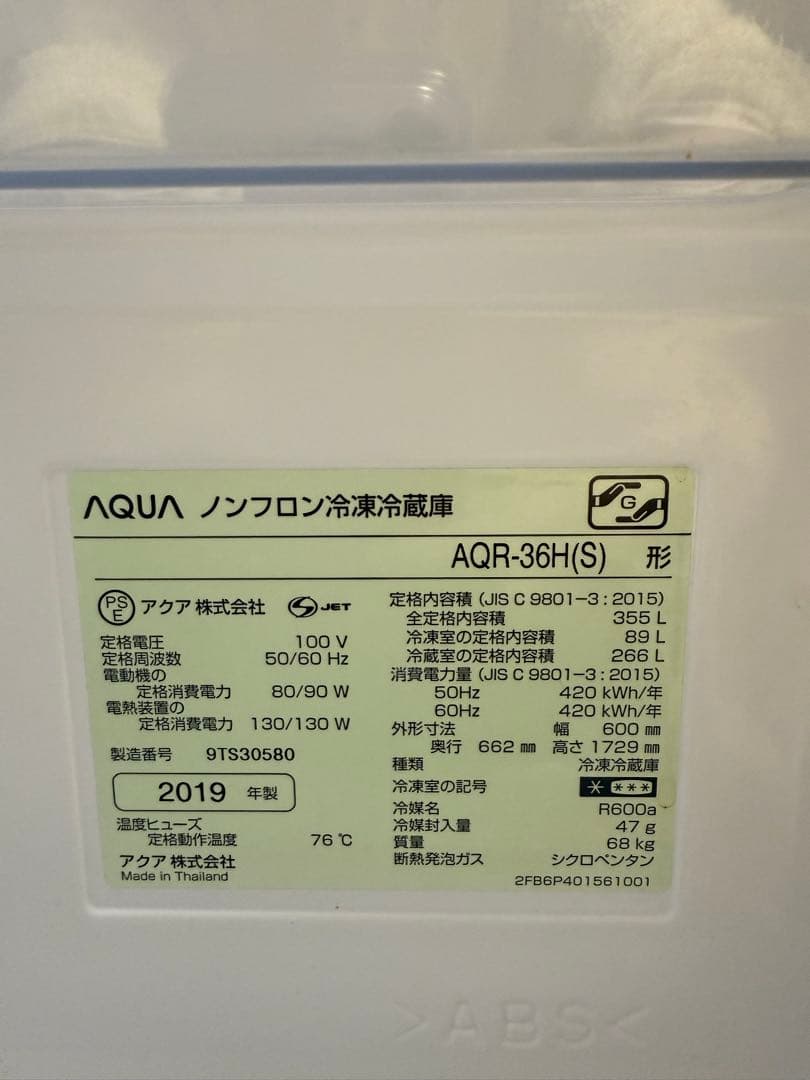 AQUA ノンフロン冷凍冷蔵庫
G
AQR-36H(S) 形
PS E アクア 株式会社 S JET
定格電圧 100 V
定格周波数 50/60 Hz
電動機の
定格消費電力 80/90 W
電熱装置の
定格消費電力 130/130 W
製造番号 9TS30580
2019 年製
温度ヒューズ
定格動作温度 76 ℃
アクア 株式会社
Made in Thailand
定格内容積 (JIS C 9801-3 : 2015)
全定格内容積 355 L
冷凍室の定格内容積 89 L
冷蔵室の定格内容積 266 L
消費電力量 (JIS C 9801-3 : 2015)
50Hz 420 kWh/年
60Hz 420 kWh/年
外形寸法 幅 600 ㎜
奥行 662 ㎜ 高さ 1729 ㎜
種類 冷凍冷蔵庫
冷凍室の記号 * ***
冷媒名 R600a
冷媒封入量 47 g
質量 68 kg
断熱発泡ガス シクロペンタン
2FB6P401561001
>ABS<